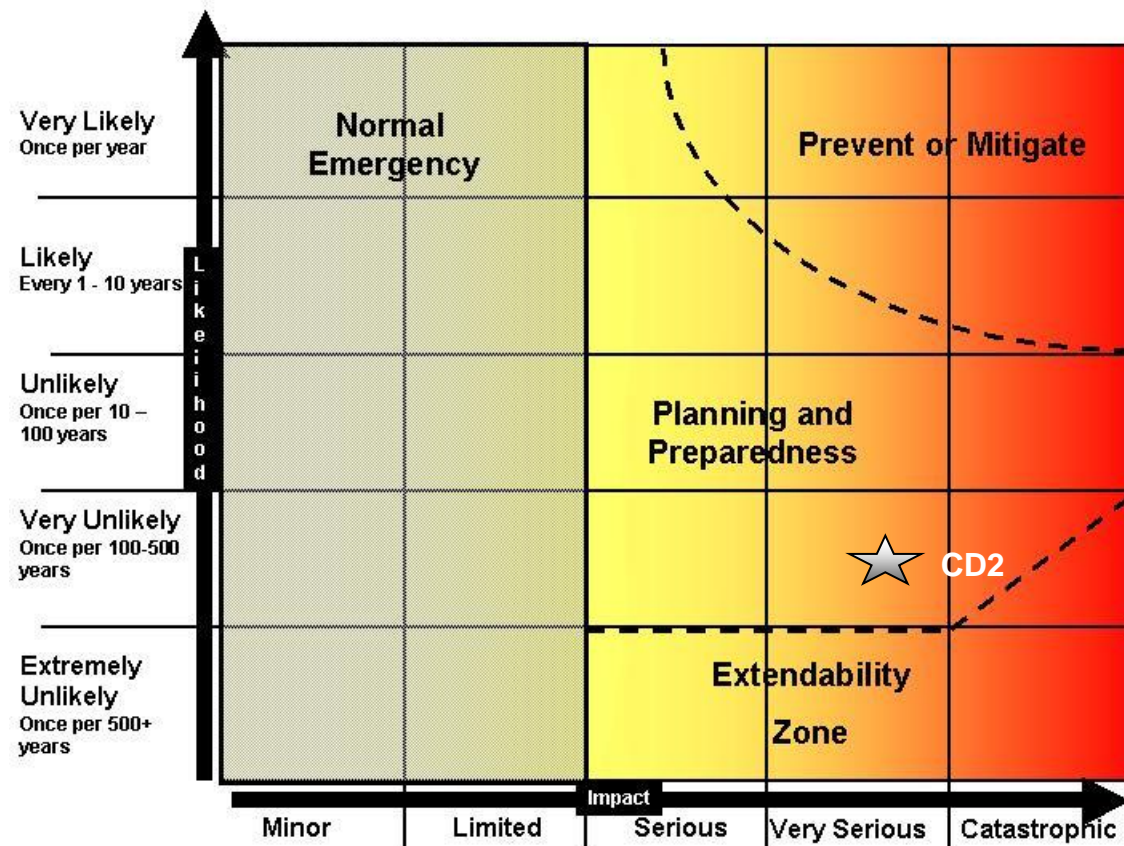 Very Likely
Once per year
Normal
Emergency
Prevent or Mitigate
Likely
Every 1 - 10 years
Likelihood
Unlikely
Once per 10 –
100 years
Planning and
Preparedness
Very Unlikely
Once per 100-500
years
CD2
Extremely
Unlikely
Once per 500+
years
Extendability
Zone
Impact
Minor
Limited
Serious
Very Serious
Catastrophic